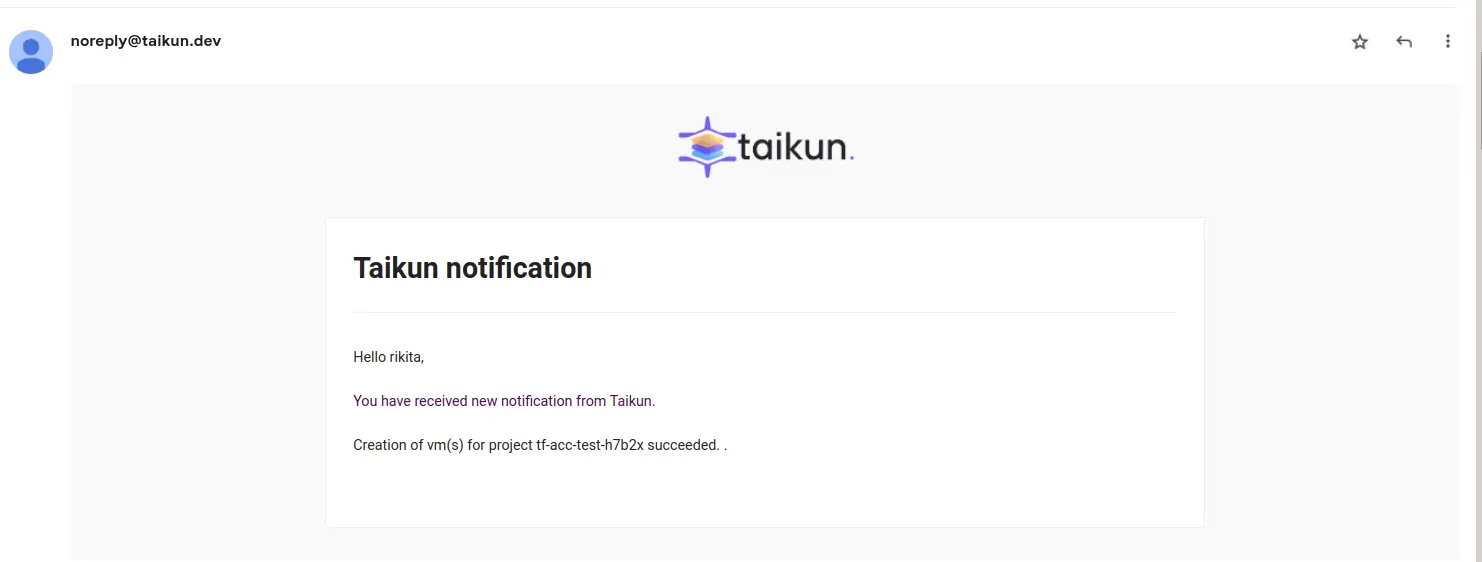 noreply@taikun.dev
taikun.
Taikun notification
Hello rikita,
You have received new notification from Taikun.
Creation of vm(s) for project tf-acc-test-h7b2x succeeded. .